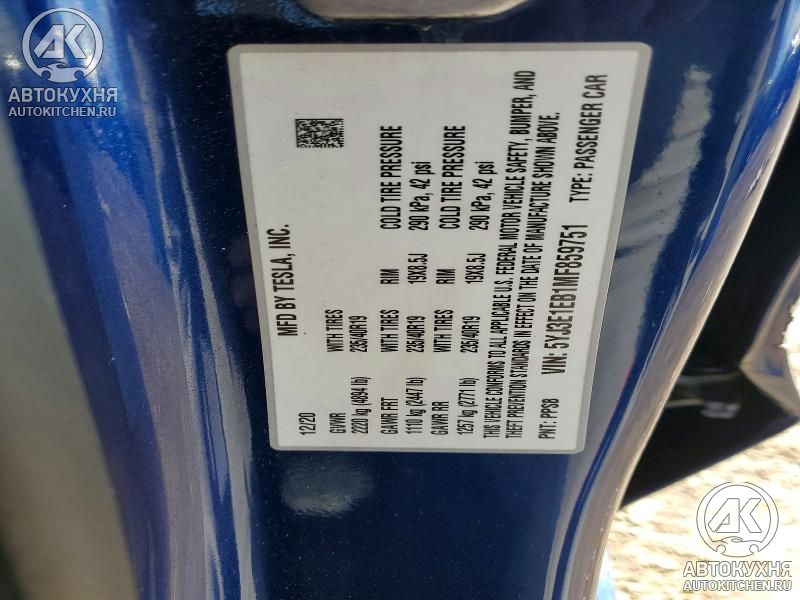 AK
АВТОКУХНЯ
AUTOKITCHEN.RU
MFD BY TESLA, INC.
12/20
GVWR WITH TIRES RIM COLD TIRE PRESSURE
2220 kg (4894 lb) 235/40R19 19X8.5J 290 kPa, 42 psi
GAWR FRT WITH TIRES RIM COLD TIRE PRESSURE
1110 kg (2447 lb) 235/40R19 19X8.5J 290 kPa, 42 psi
GAWR RR
1257 kg (2771 lb) 235/40R19
THIS VEHICLE CONFORMS TO ALL APPLICABLE U.S. FEDERAL MOTOR VEHICLE SAFETY, BUMPER, AND
THEFT PREVENTION STANDARDS IN EFFECT ON THE DATE OF MANUFACTURE SHOWN ABOVE.
PNT: PPSB VIN: 5YJ3E1EB1MF859751 TYPE: PASSENGER CAR
AK
АВТОКУХНЯ
AUTOKITCHEN.RU